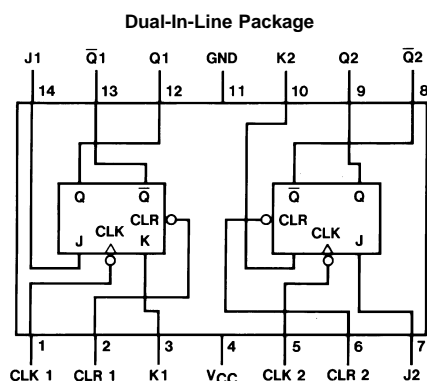 Dual-In-Line Package
J1 Q̅1 Q1 GND K2 Q2 Q̅2
14 13 12 11 10 9 8
Q Q̅ Q̅ Q
CLR CLR
CLK CLK
J K K J
1 2 3 4 5 6 7
CLK 1 CLR 1 K1 VCC CLK 2 CLR 2 J2